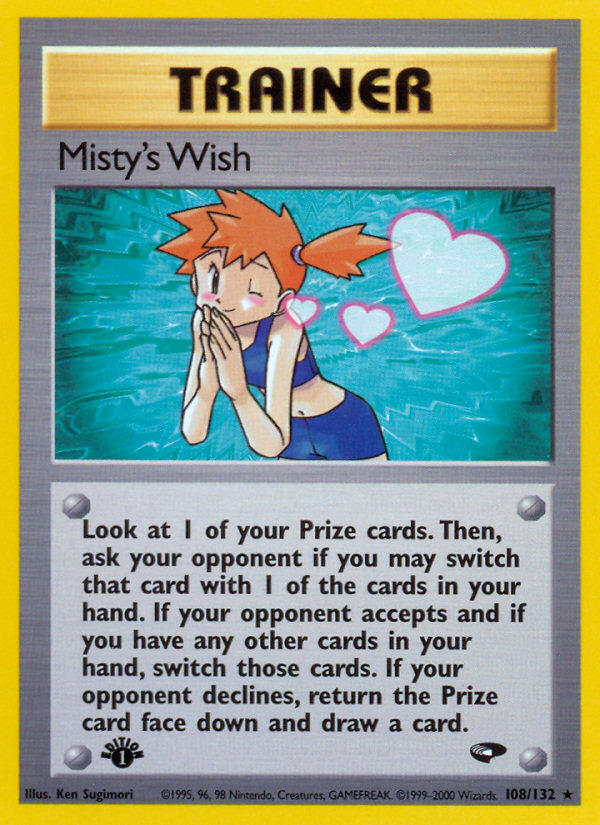 TRAINER
Misty's Wish
Look at 1 of your Prize cards. Then,
ask your opponent if you may switch
that card with 1 of the cards in your
hand. If your opponent accepts and if
you have any other cards in your
hand, switch those cards. If your
opponent declines, return the Prize
card face down and draw a card.
EDITION
1
Illus. Ken Sugimori ©1995, 96, 98 Nintendo, Creatures, GAMEFREAK. ©1999–2000 Wizards. 108/132 ★